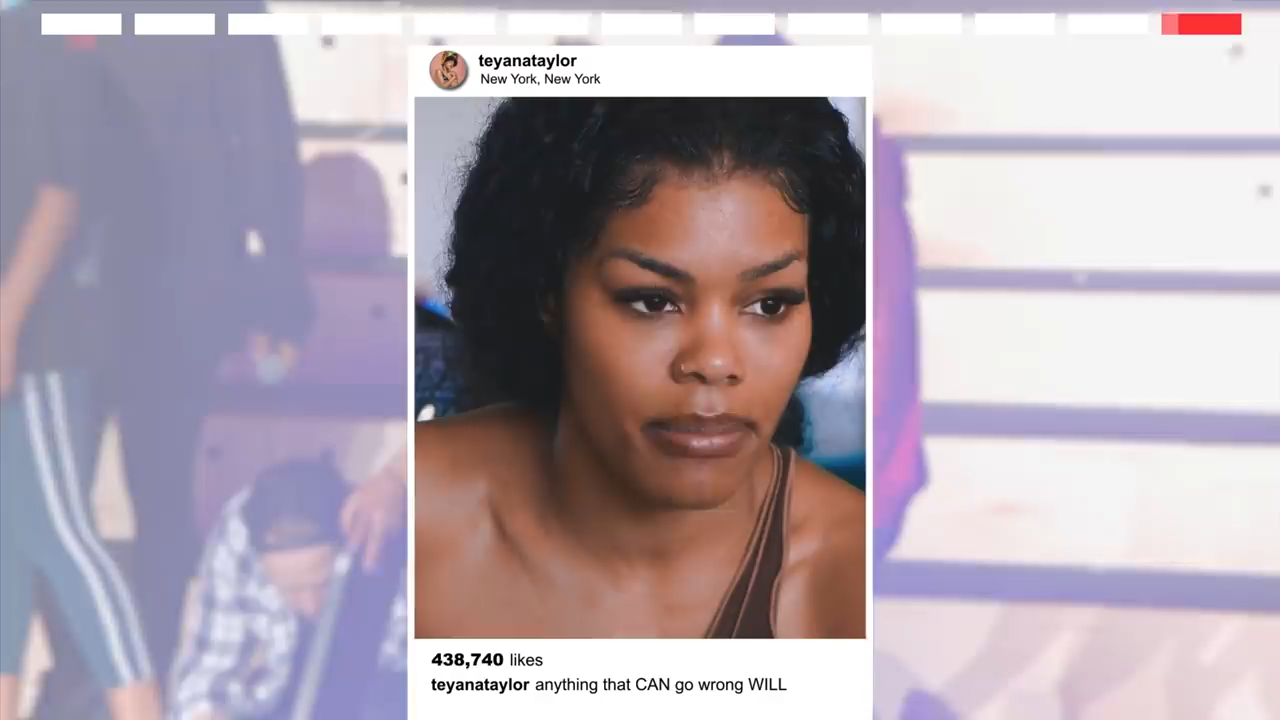 teyanataylor
New York, New York
438,740 likes
teyanataylor anything that CAN go wrong WILL